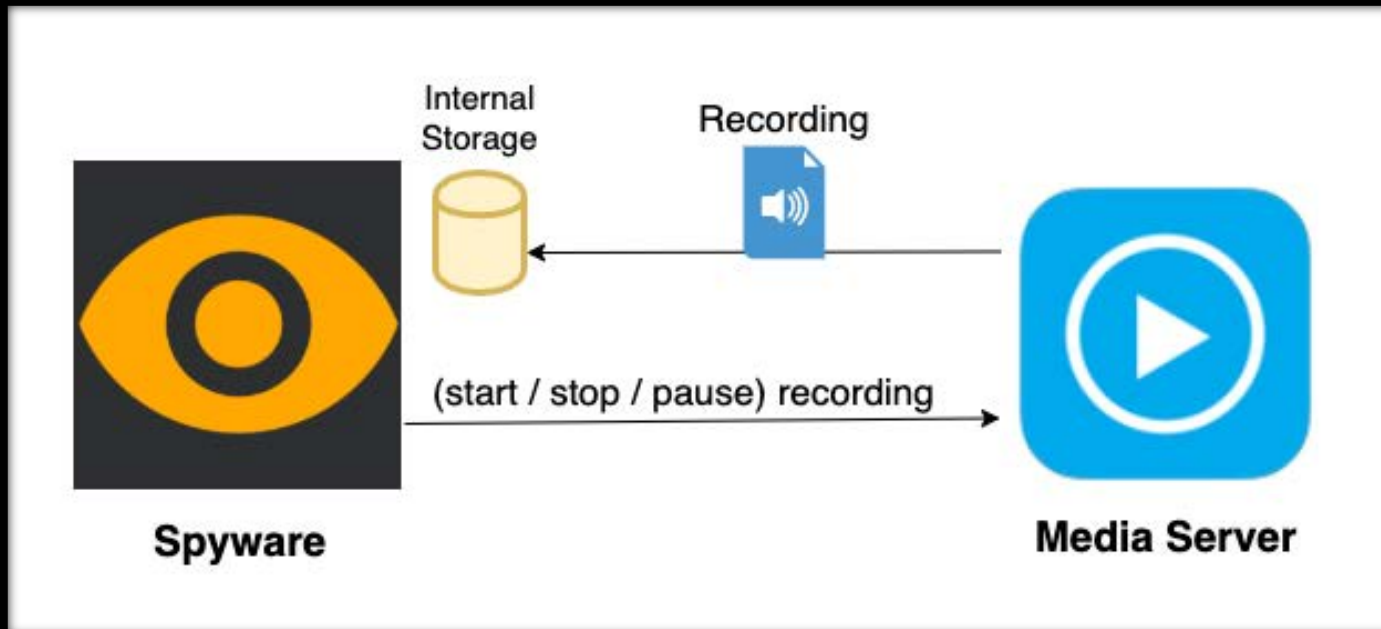 Internal
Storage
Recording
(start / stop / pause) recording
Spyware
Media Server